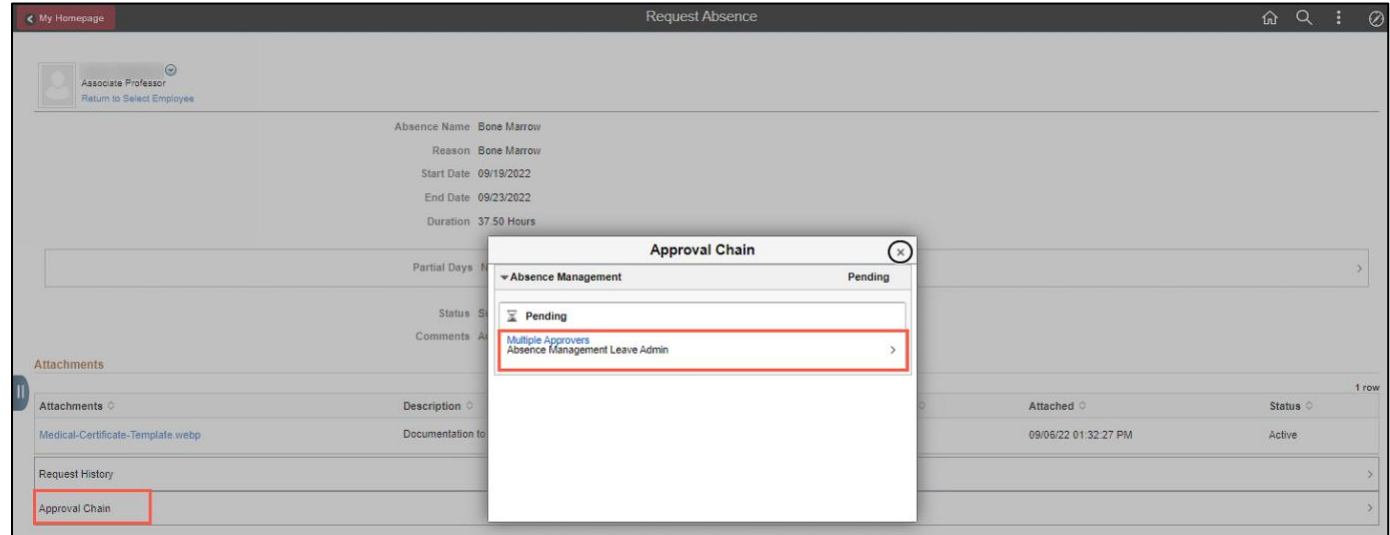 My Homepage
Request Absence
Associate Professor
Return to Select Employee
Absence Name Bone Marrow
Reason Bone Marrow
Start Date 09/19/2022
End Date 09/23/2022
Duration 37.50 Hours
Approval Chain
Partial Days N
Absence Management Pending
Status
Pending
Comments
Multiple Approvers
Absence Management Leave Admin
Attachments
1 row
Attachments Description Attached Status
Medical-Certificate-Template.webp Documentation to 09/06/22 01:32:27 PM Active
Request History
Approval Chain